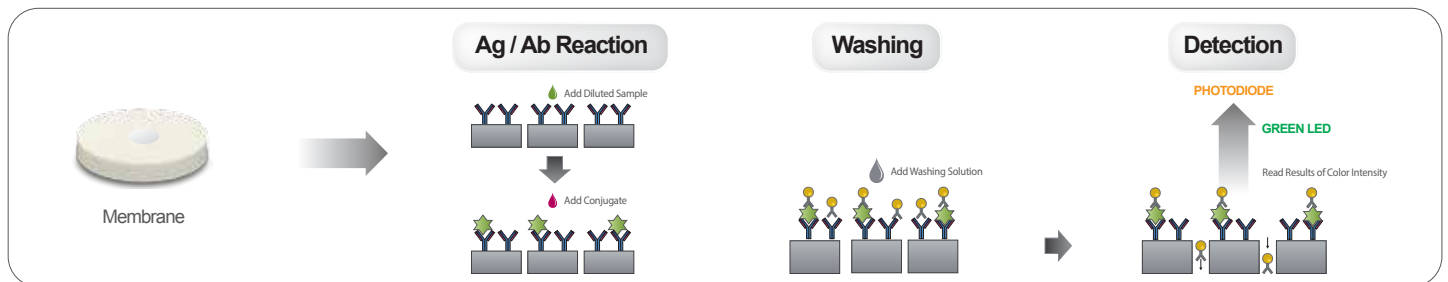 Ag / Ab Reaction
Washing
Detection
Add Diluted Sample
PHOTODIODE
GREEN LED
Add Washing Solution
Read Results of Color Intensity
Add Conjugate
Membrane